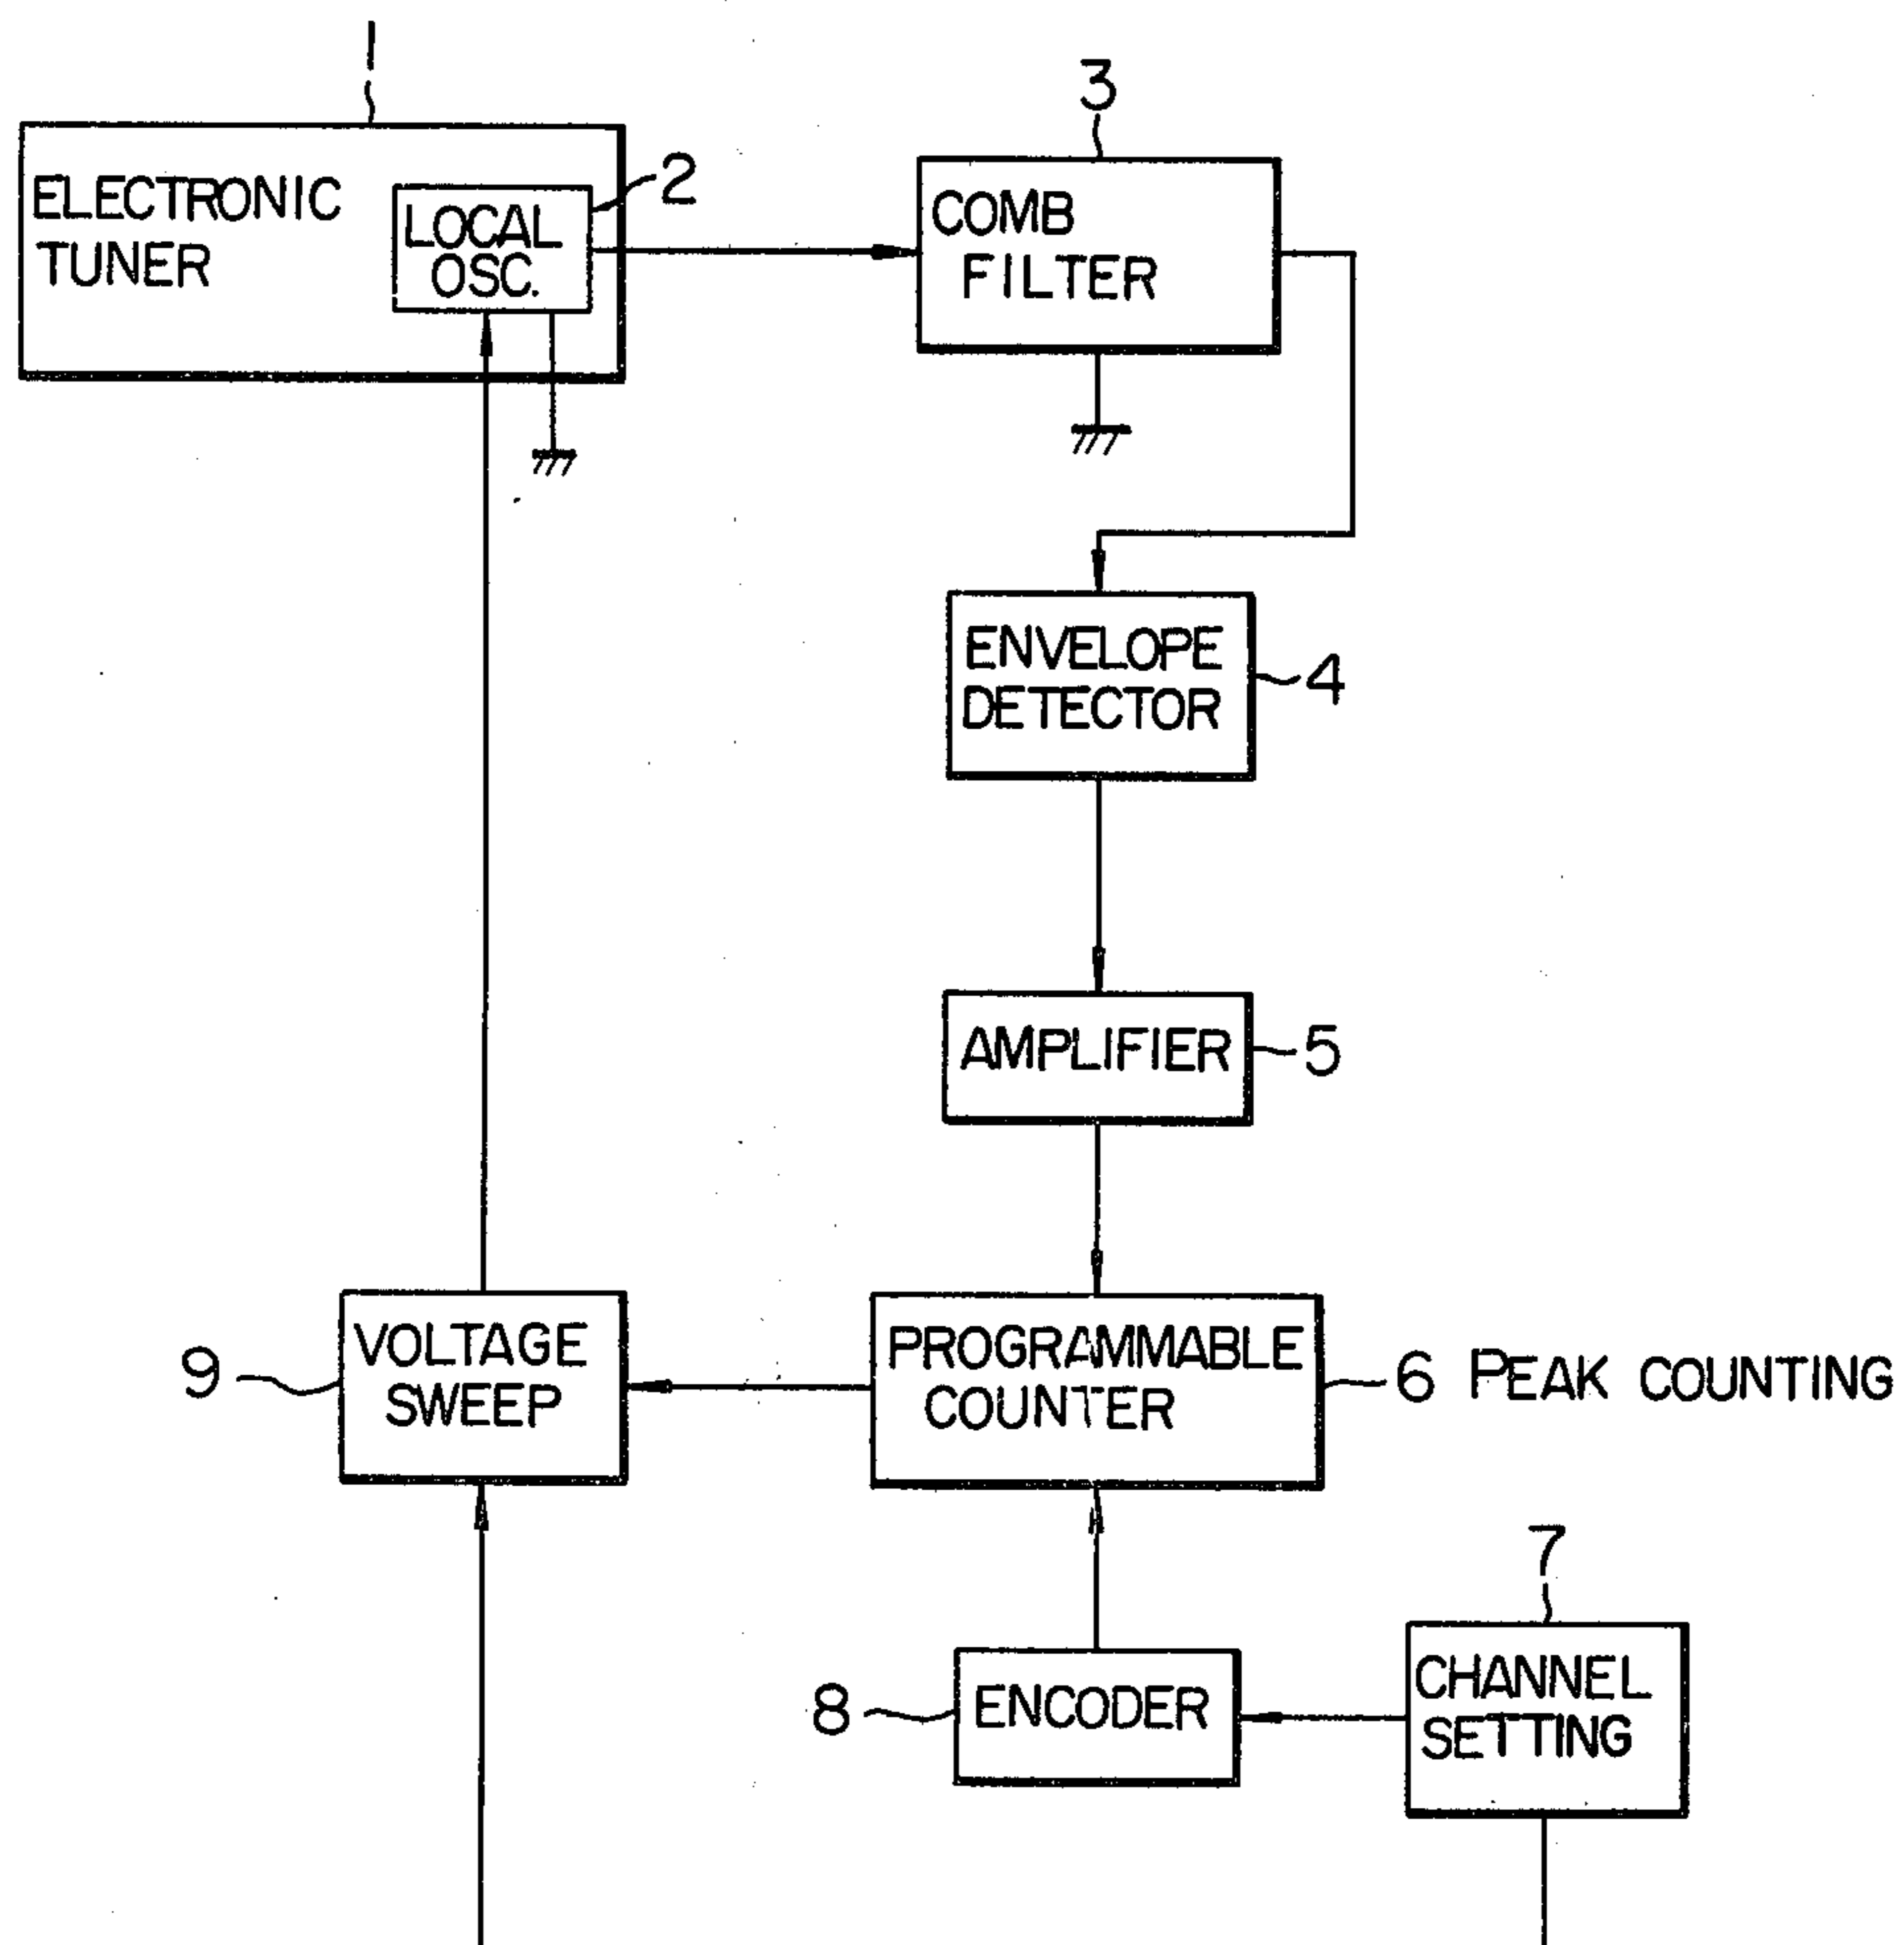 1
ELECTRONIC
TUNER
LOCAL
OSC.
2
3
COMB
FILTER
ENVELOPE
DETECTOR
4
AMPLIFIER
5
VOLTAGE
SWEEP
9
PROGRAMMABLE
COUNTER
6 PEAK COUNTING
7
CHANNEL
SETTING
8
ENCODER